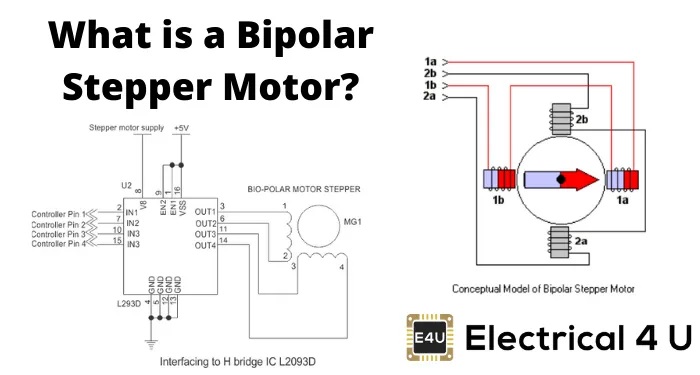 What is a Bipolar
Stepper Motor?
Stepper motor supply
+5V
U2
8
9
1
16
VB
EN2
EN1
VSS
Controller Pin 1
Controller Pin 2
Controller Pin 3
Controller Pin 4
2
7
10
15
IN1
IN2
IN3
IN3
OUT1
OUT2
OUT3
OUT4
3
6
11
14
GND
GND
GND
GND
L293D
4
5
12
13
BIO-POLAR MOTOR STEPPER
1
MG1
2
3
4
Interfacing to H bridge IC L2093D
1a
2b
1b
2a
2b
1b
1a
2a
Conceptual Model of Bipolar Stepper Motor
E4U
Electrical 4 U